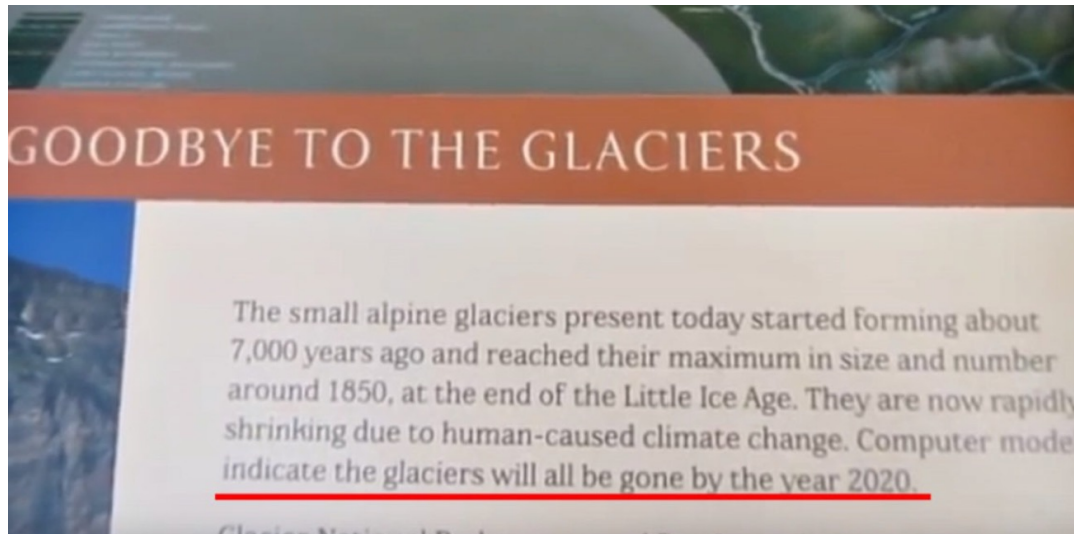 GOODBYE TO THE GLACIERS
The small alpine glaciers present today started forming about
7,000 years ago and reached their maximum in size and number
around 1850, at the end of the Little Ice Age. They are now rapidly
shrinking due to human-caused climate change. Computer mode
indicate the glaciers will all be gone by the year 2020.